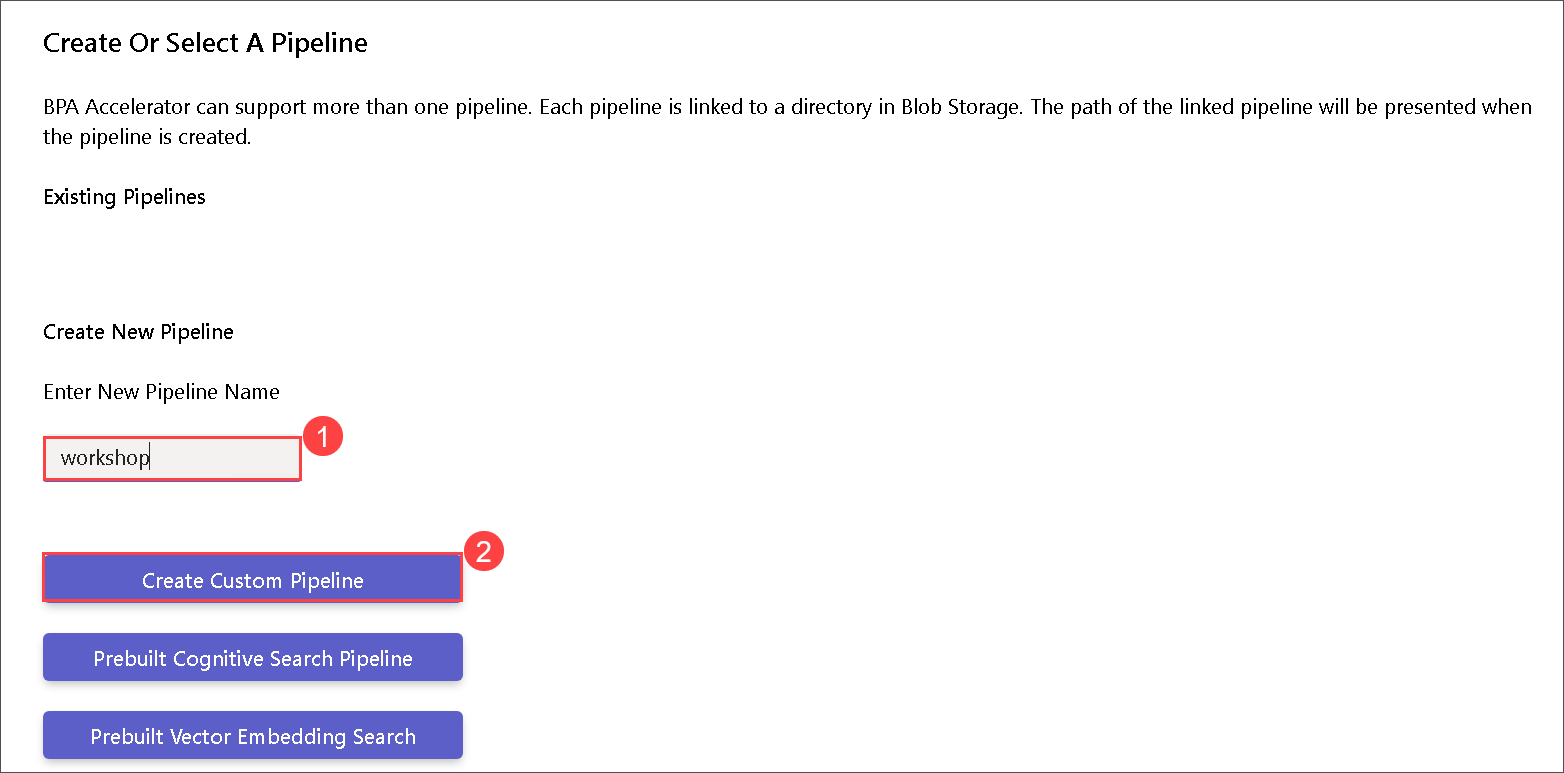 Create Or Select A Pipeline
BPA Accelerator can support more than one pipeline. Each pipeline is linked to a directory in Blob Storage. The path of the linked pipeline will be presented when
the pipeline is created.
Existing Pipelines
Create New Pipeline
Enter New Pipeline Name
1
workshop
2
Create Custom Pipeline
Prebuilt Cognitive Search Pipeline
Prebuilt Vector Embedding Search